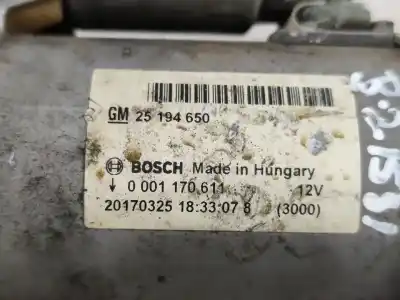 GM 25 194 650
BOSCH Made in Hungary
↓ 0 001 170 611 12V
20170325 18:33:07 8 (3000)